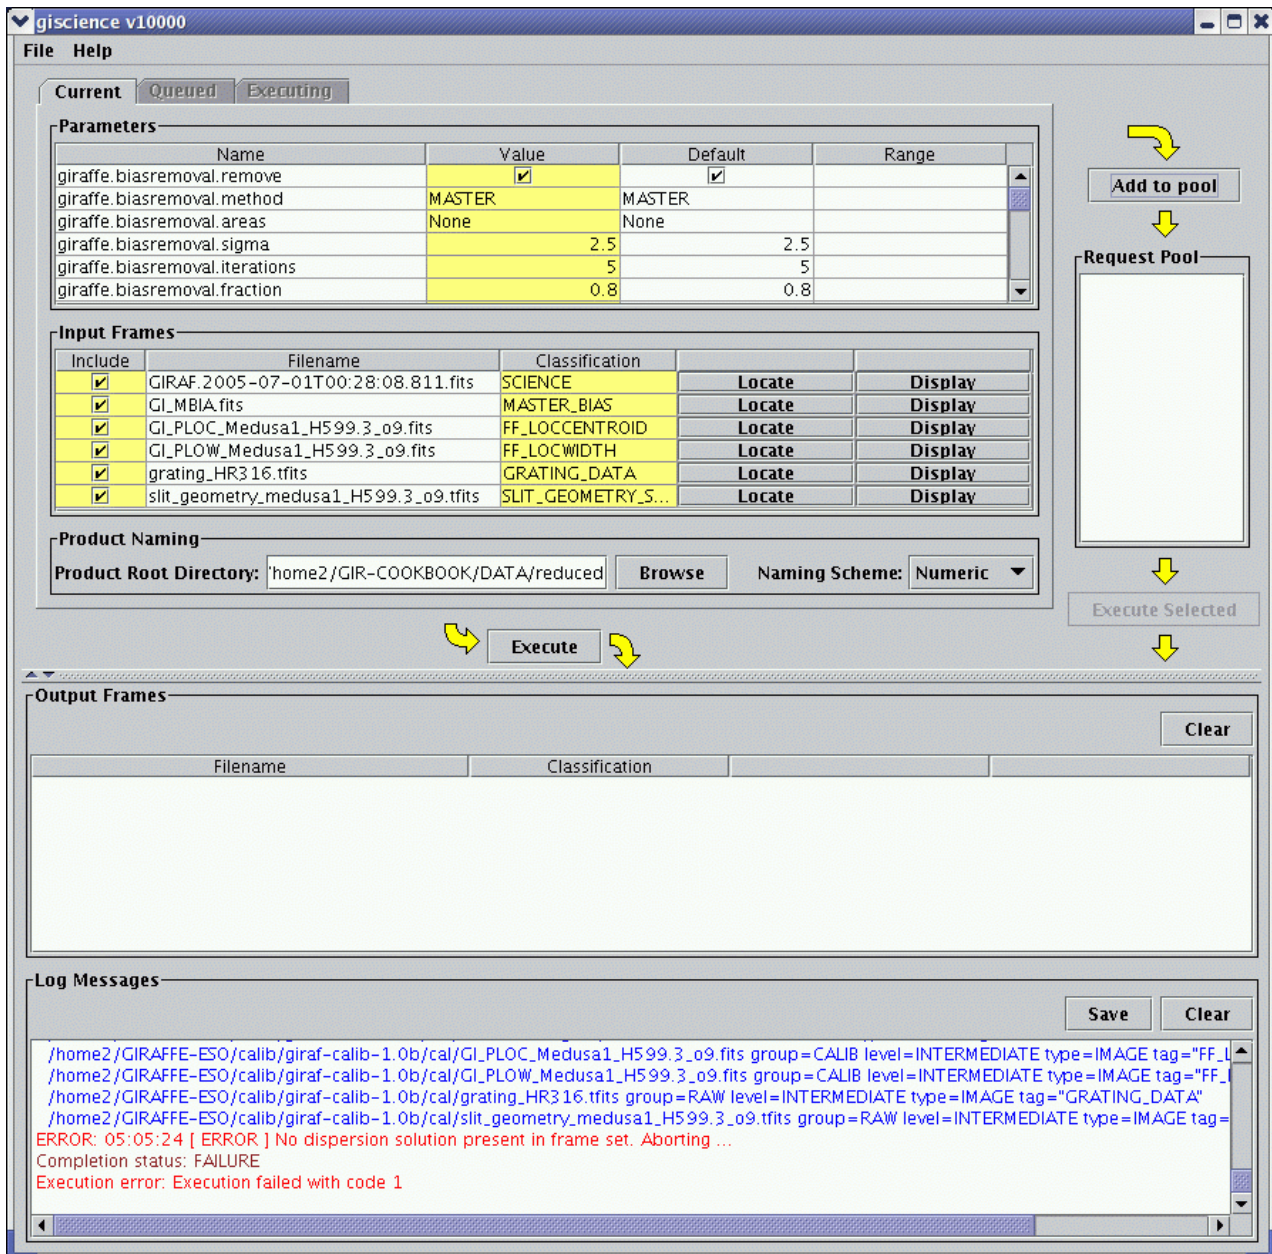 giscience v10000
File Help
Current Queued Executing
Parameters
Name Value Default Range
giraffe.biasremoval.remove
giraffe.biasremoval.method MASTER MASTER
giraffe.biasremoval.areas None None
giraffe.biasremoval.sigma 2.5 2.5
giraffe.biasremoval.iterations 5 5
giraffe.biasremoval.fraction 0.8 0.8
Add to pool
Request Pool
Input Frames
Include Filename Classification
GIRAF.2005-07-01T00:28:08.811.fits SCIENCE Locate Display
GI_MBIA.fits MASTER_BIAS Locate Display
GI_PLOC_Medusa1_H599.3_o9.fits FF_LOCCENTROID Locate Display
GI_PLOW_Medusa1_H599.3_o9.fits FF_LOCWIDTH Locate Display
grating_HR316.tfits GRATING_DATA Locate Display
slit_geometry_medusa1_H599.3_o9.tfits SLIT_GEOMETRY_S... Locate Display
Product Naming
Product Root Directory: 'home2/GIR-COOKBOOK/DATA/reduced Browse Naming Scheme: Numeric
Execute Selected
Execute
Output Frames
Clear
Filename Classification
Log Messages
Save Clear
/home2/GIRAFFE-ESO/calib/giraf-calib-1.0b/cal/GI_PLOC_Medusa1_H599.3_o9.fits group=CALIB level=INTERMEDIATE type=IMAGE tag="FF_L
/home2/GIRAFFE-ESO/calib/giraf-calib-1.0b/cal/GI_PLOW_Medusa1_H599.3_o9.fits group=CALIB level=INTERMEDIATE type=IMAGE tag="FF_
/home2/GIRAFFE-ESO/calib/giraf-calib-1.0b/cal/grating_HR316.tfits group=RAW level=INTERMEDIATE type=IMAGE tag="GRATING_DATA"
/home2/GIRAFFE-ESO/calib/giraf-calib-1.0b/cal/slit_geometry_medusa1_H599.3_o9.tfits group=RAW level=INTERMEDIATE type=IMAGE tag=
ERROR: 05:05:24 [ ERROR ] No dispersion solution present in frame set. Aborting ...
Completion status: FAILURE
Execution error: Execution failed with code 1